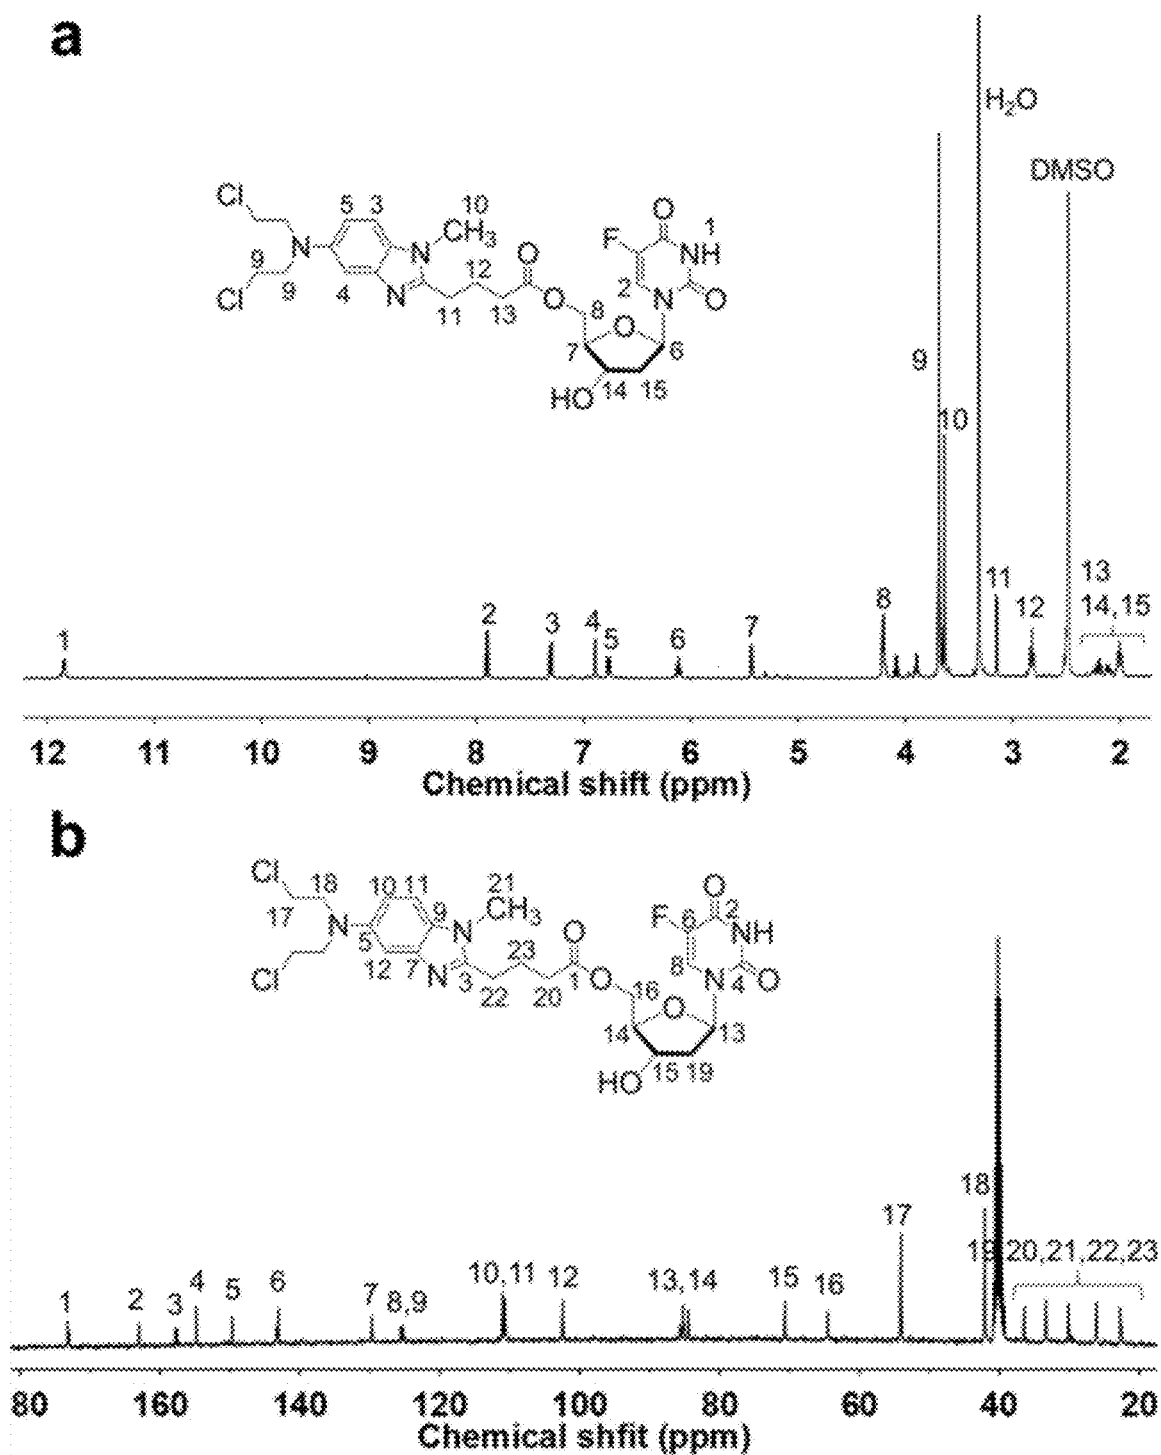 a
H₂O
DMSO
Cl 5 3 10
N N CH₃
9 12
Cl 9 4 N 11 13
O
O 8
O
F 1
NH
2 N O
O
7 6
HO 14 15
9
10
1 2 3 4 5 6 7 8 11 12 13
14,15
12 11 10 9 8 7 6 5 4 3 2
Chemical shift (ppm)
b
Cl 18 10 11 21
17 N 9 N CH₃
5 23
Cl 12 7 N 3 22 20
O
1 O 16
O
F 6 2
NH
8 N 4 O
O
14 13
HO 15 19
1 2 3 4 5 6 7 8,9 10,11 12 13,14 15 16 17 18 19,20,21,22,23
80 160 140 120 100 80 60 40 20
Chemical shfit (ppm)